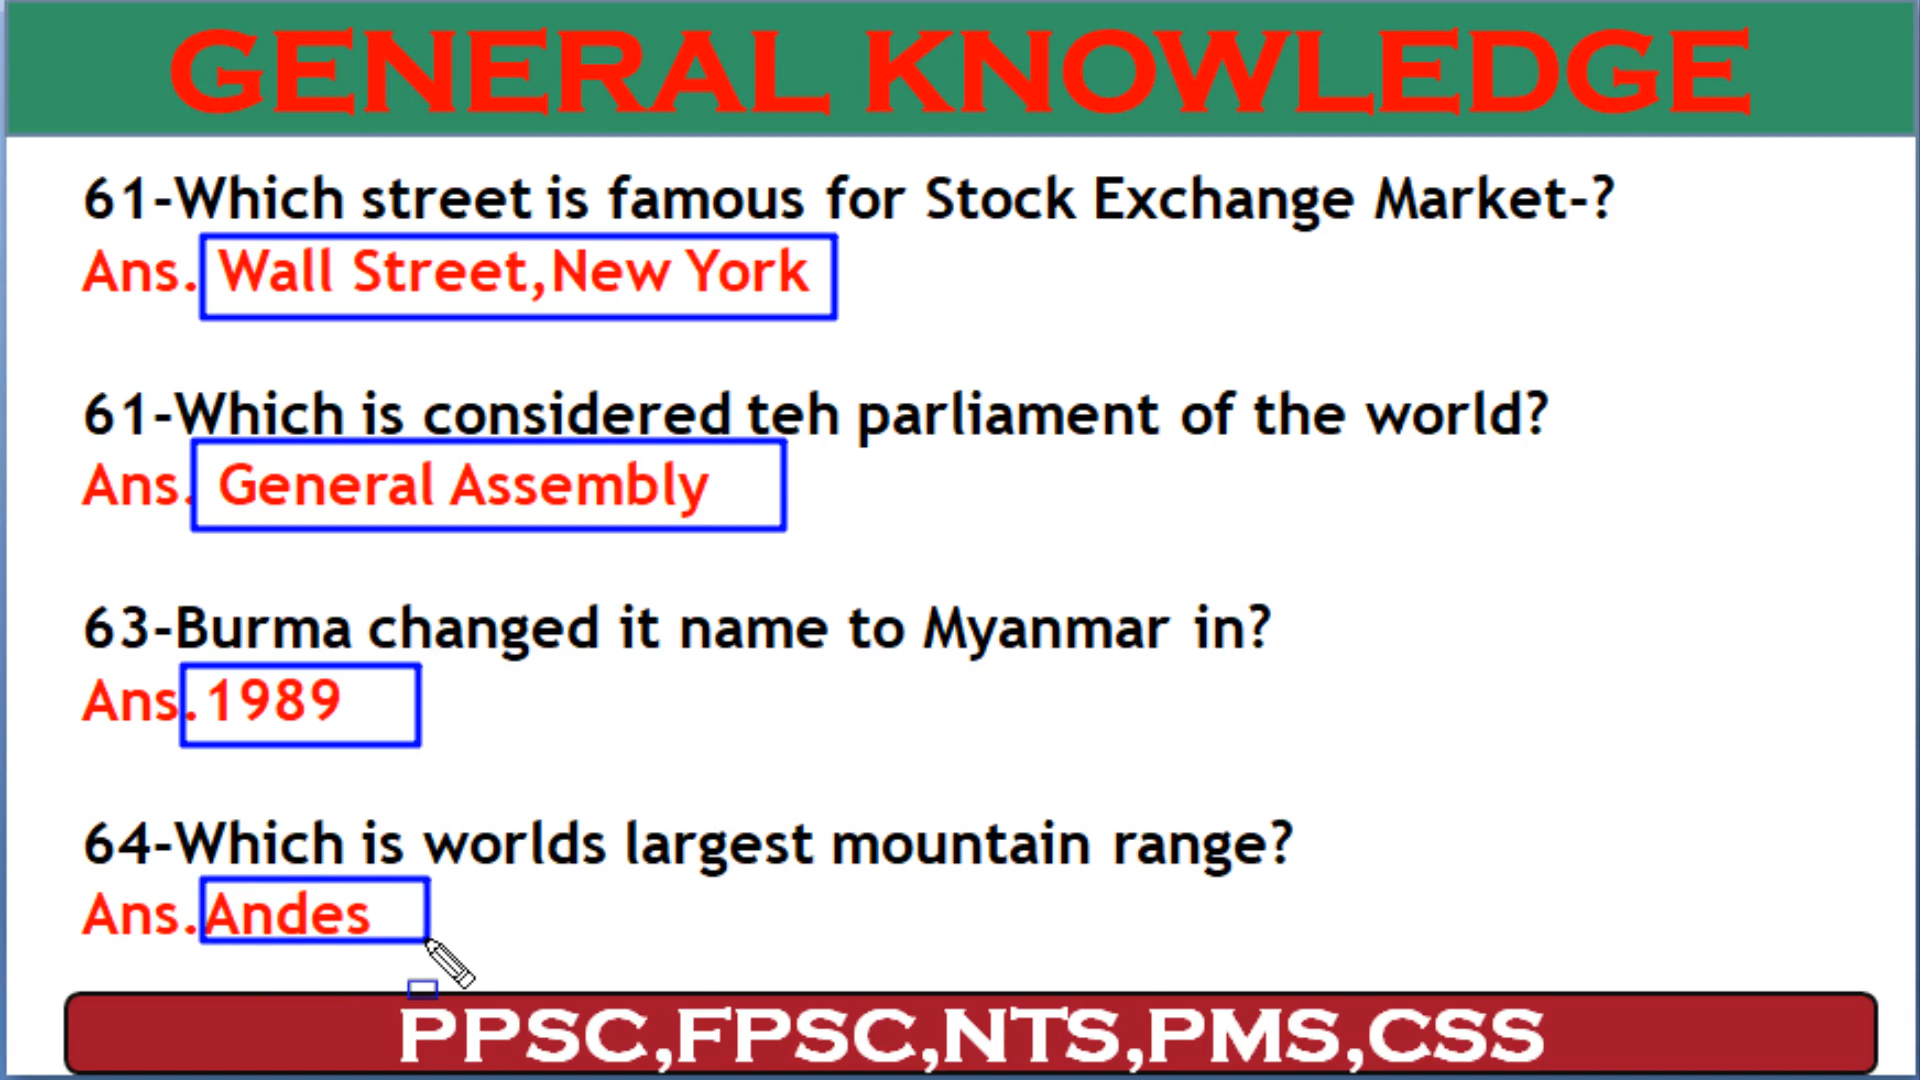 GENERAL KNOWLEDGE
61-Which street is famous for Stock Exchange Market-?
Ans. Wall Street,New York
61-Which is considered teh parliament of the world?
Ans. General Assembly
63-Burma changed it name to Myanmar in?
Ans.1989
64-Which is worlds largest mountain range?
Ans.Andes
PPSC,FPSC,NTS,PMS,CSS